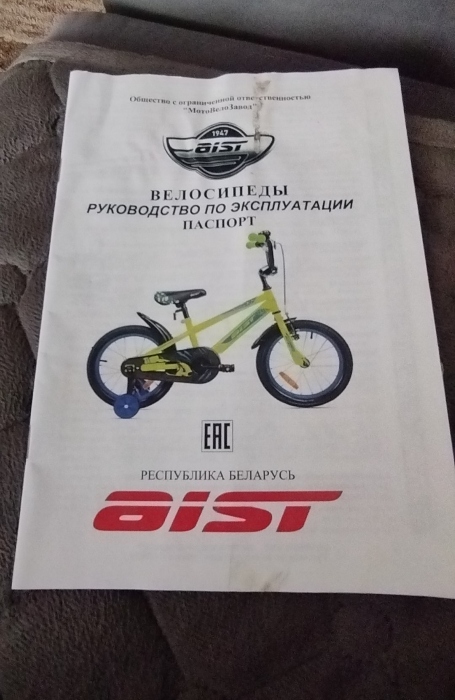 Общество с ограниченной ответственностью
"МотоВелоЗавод"
1947
aist
ВЕЛОСИПЕДЫ
РУКОВОДСТВО ПО ЭКСПЛУАТАЦИИ
ПАСПОРТ
EAC
РЕСПУБЛИКА БЕЛАРУСЬ
aist